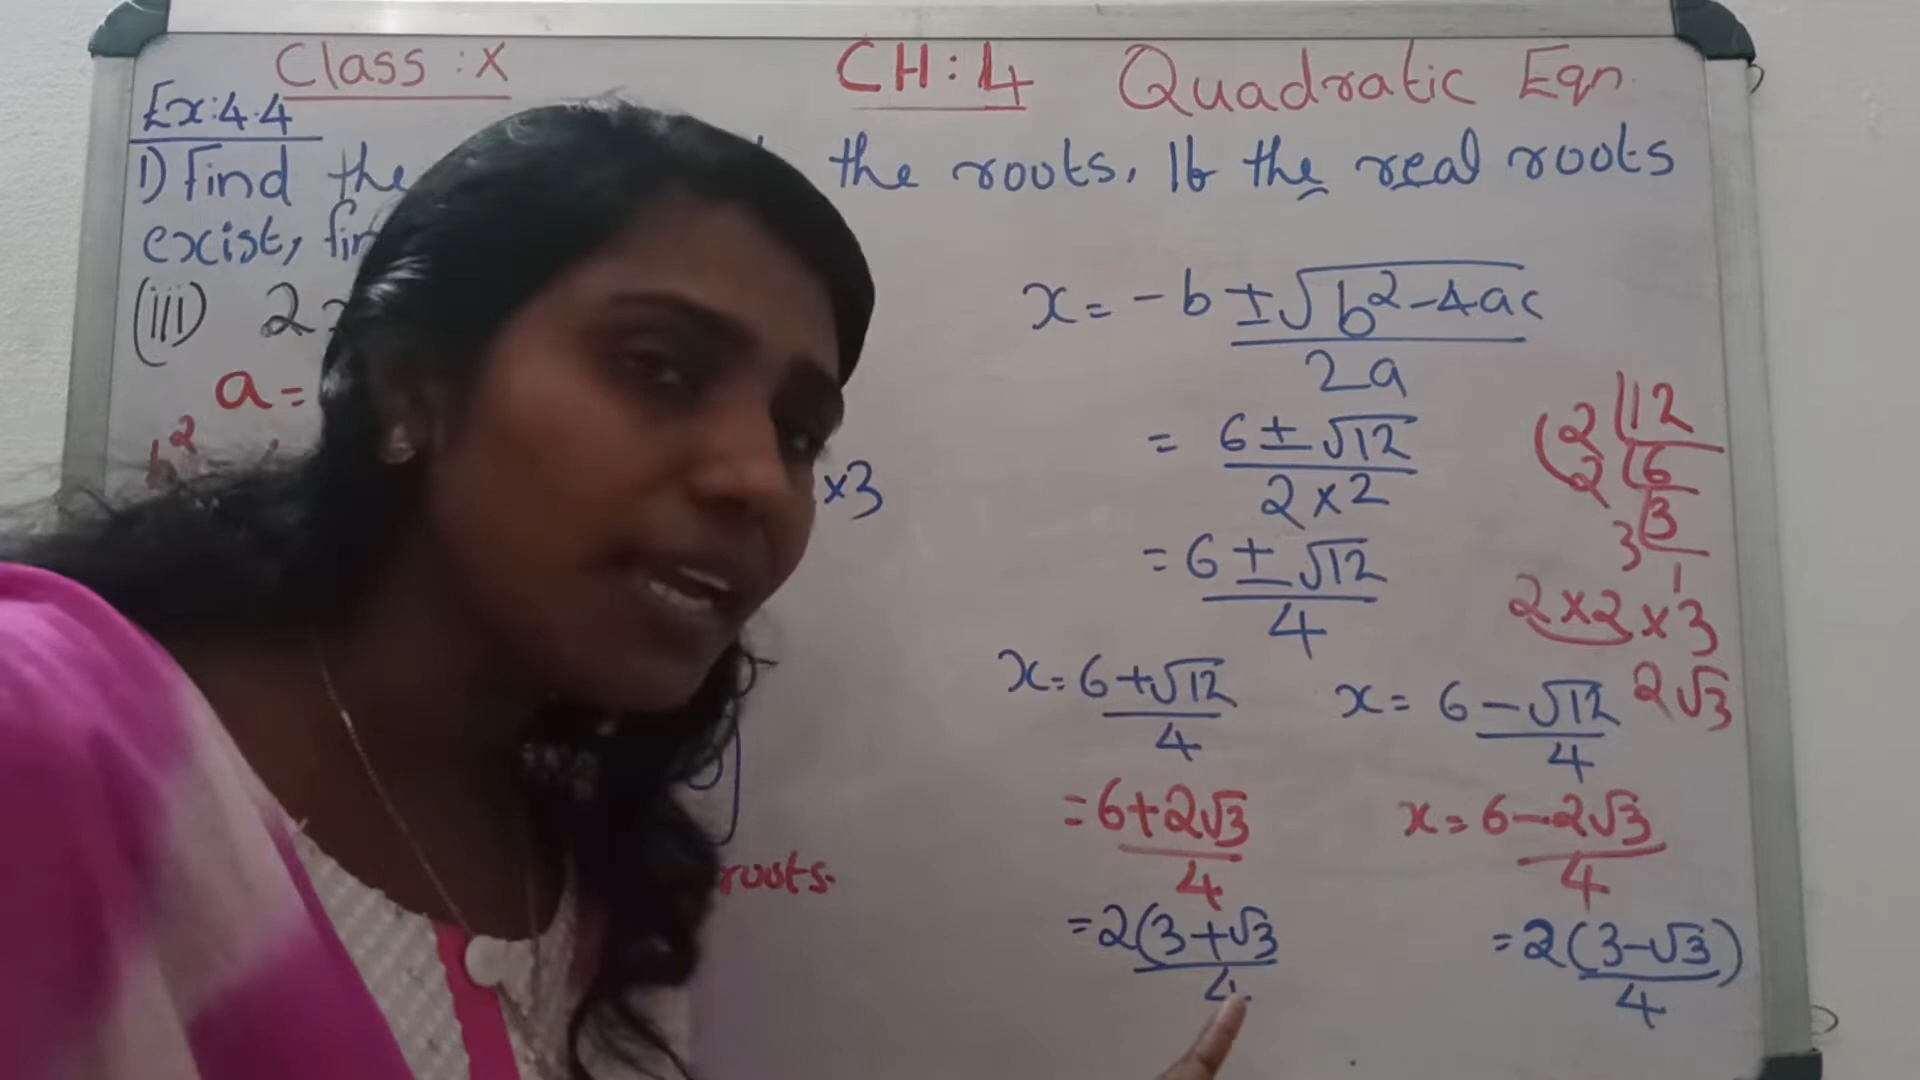 Class : X
CH : 4 Quadratic Eqn.
Ex: 4.4
1) Find the the roots. If the real roots
exist,
(iii) 2x
a =
b²
×3
roots.
x = -b ± √b² - 4ac
2a
= 6 ± √12
2 × 2
= 6 ± √12
4
x = 6 + √12
4
= 6 + 2√3
4
= 2(3 + √3
4
x = 6 - √12
4
x = 6 - 2√3
4
= 2(3 - √3)
4
2 12
2 6
3 3
1
2 × 2 × 3
2√3